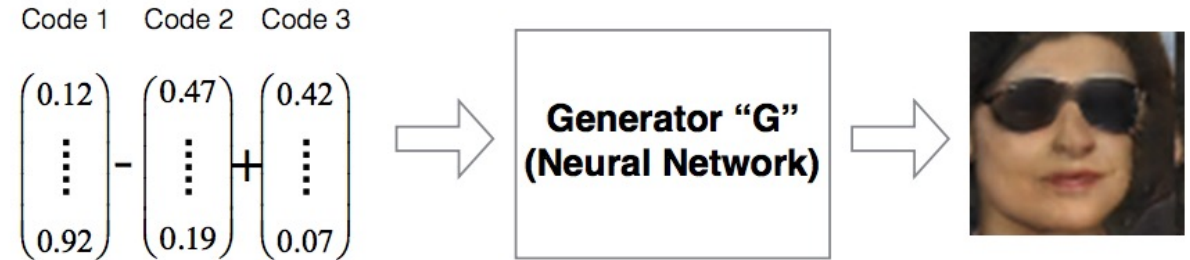 Code 1 Code 2 Code 3
0.12 0.47 0.42
- +
0.92 0.19 0.07
Generator “G”
(Neural Network)